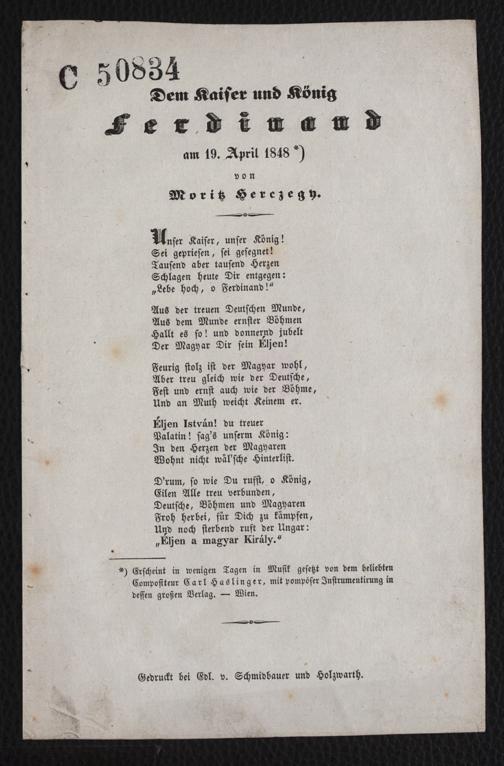 C 50834
Dem Kaiser und König
Ferdinand
am 19. April 1848 *)
von
Moritz Herczegy.
Unser Kaiser, unser König!
Sei gepriesen, sei gesegnet!
Tausend aber tausend Herzen
Schlagen heute Dir entgegen:
„Lebe hoch, o Ferdinand!“
Aus der treuen Deutschen Munde,
Aus dem Munde ernster Böhmen
Hallt es so! und donnernd jubelt
Der Magyar Dir sein Éljen!
Feurig stolz ist der Magyar wohl,
Aber treu gleich wie der Deutsche,
Fest und ernst auch wie der Böhme,
Und an Muth weicht Keinem er.
Éljen István! du treuer
Palatin! sag's unserm König:
In den Herzen der Magyaren
Wohnt nicht wäl'sche Hinterlist.
D'rum, so wie Du rufst, o König,
Eilen Alle treu verbunden,
Deutsche, Böhmen und Magyaren
Froh herbei, für Dich zu kämpfen,
Und noch sterbend ruft der Ungar:
„Éljen a magyar Király.“
*) Erscheint in wenigen Tagen in Musik gesetzt von dem beliebten
Compositeur Carl Haslinger, mit pompöser Instrumentirung in
dessen großen Verlag. — Wien.
Gedruckt bei Edl. v. Schmidbauer und Holzwarth.